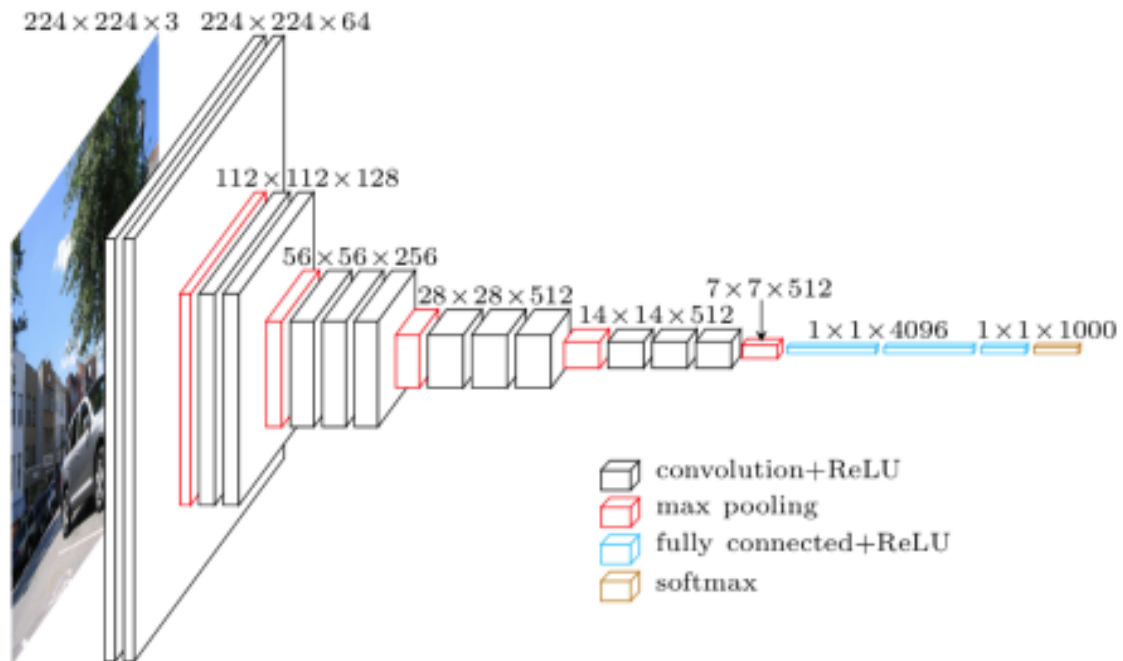 224×224×3
224×224×64
112×112×128
56×56×256
28×28×512
14×14×512
7×7×512
1×1×4096
1×1×1000
convolution+ReLU
max pooling
fully connected+ReLU
softmax